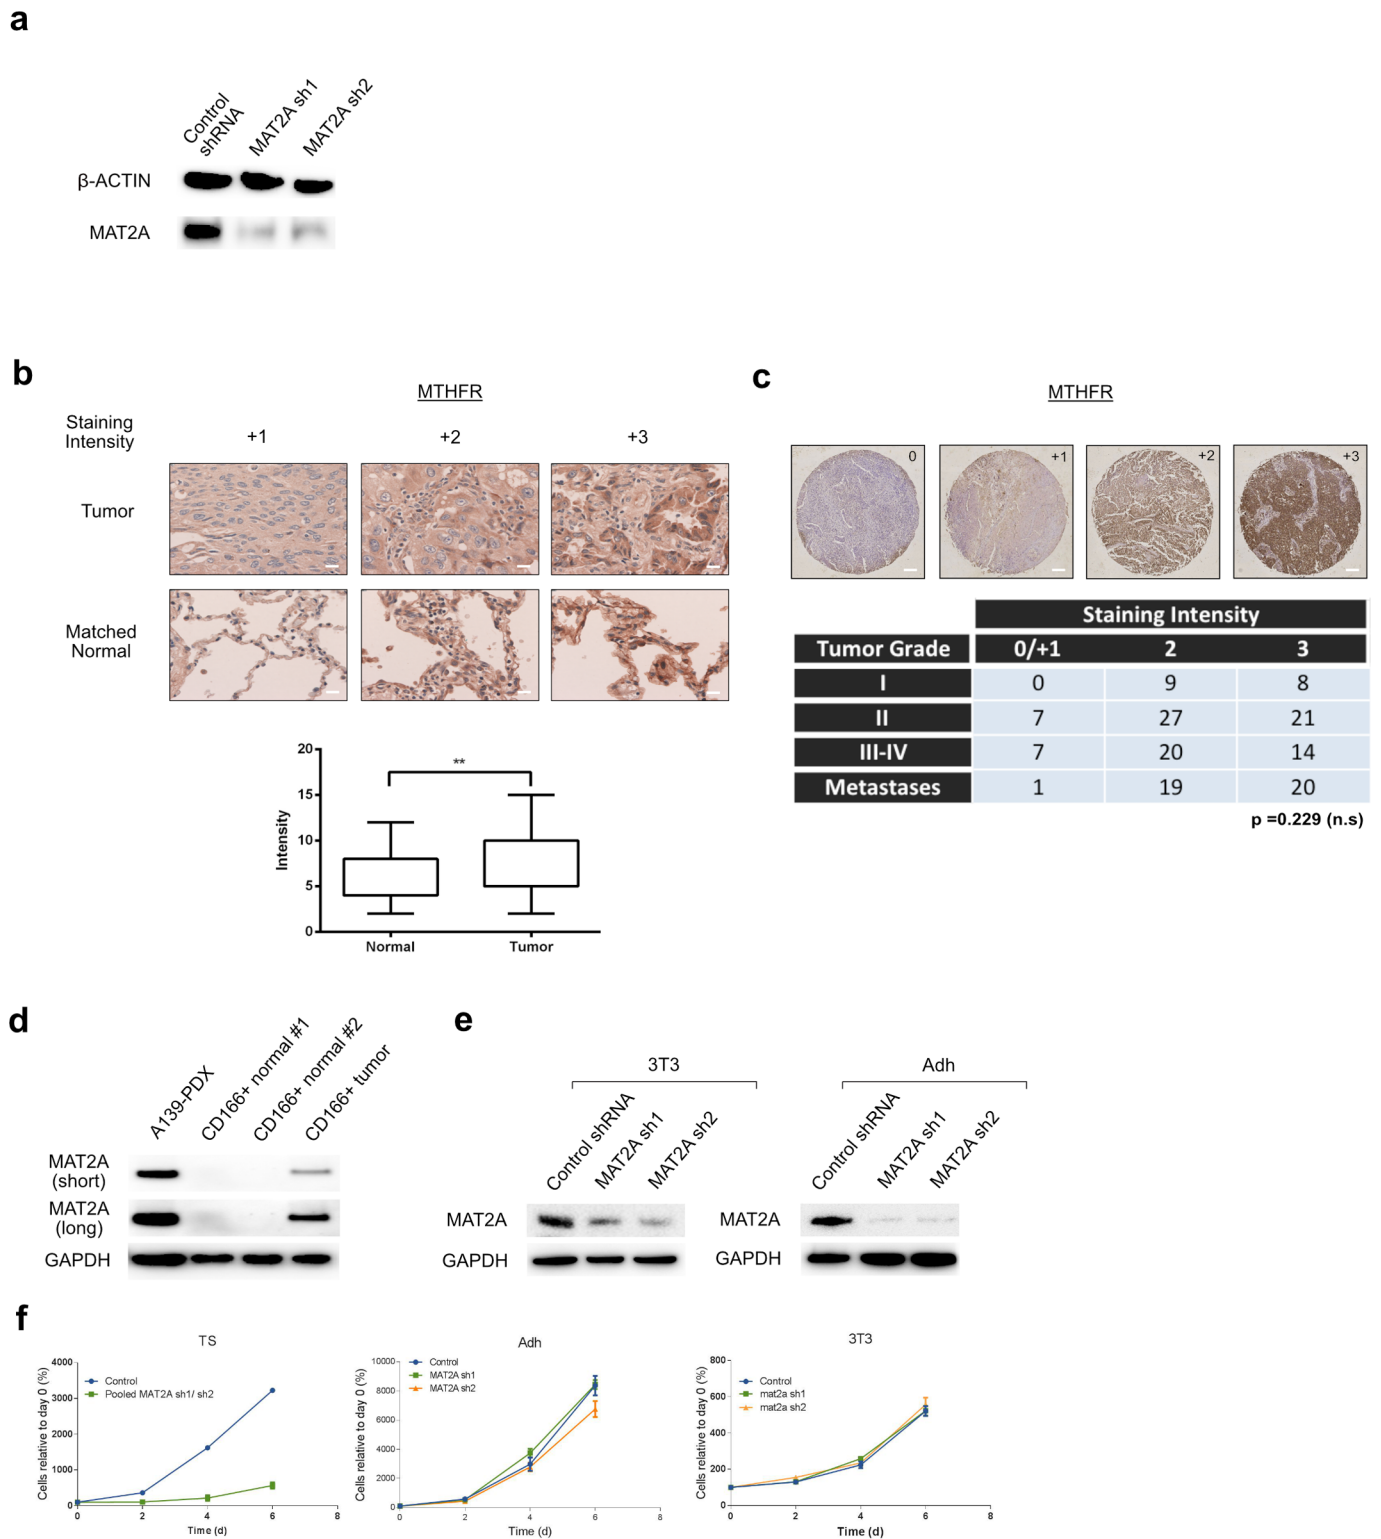 a
Control
shRNA
MAT2A sh1
MAT2A sh2
β-ACTIN
MAT2A
b
MTHFR
Staining
Intensity
+1
+2
+3
Tumor
Matched
Normal
20
15
10
5
0
Intensity
**
Normal
Tumor
c
MTHFR
0
+1
+2
+3
Staining Intensity
Tumor Grade 0/+1 2 3
I 0 9 8
II 7 27 21
III-IV 7 20 14
Metastases 1 19 20
p =0.229 (n.s)
d
A139-PDX
CD166+ normal #1
CD166+ normal #2
CD166+ tumor
MAT2A
(short)
MAT2A
(long)
GAPDH
e
3T3
Control shRNA
MAT2A sh1
MAT2A sh2
MAT2A
GAPDH
Adh
Control shRNA
MAT2A sh1
MAT2A sh2
MAT2A
GAPDH
f
TS
Cells relative to day 0 (%)
4000
3000
2000
1000
0
Control
Pooled MAT2A sh1/ sh2
0 2 4 6 8
Time (d)
Adh
Cells relative to day 0 (%)
10000
8000
6000
4000
2000
0
Control
MAT2A sh1
MAT2A sh2
0 2 4 6 8
Time (d)
3T3
Cells relative to day 0 (%)
800
600
400
200
0
Control
mat2a sh1
mat2a sh2
0 2 4 6 8
Time (d)